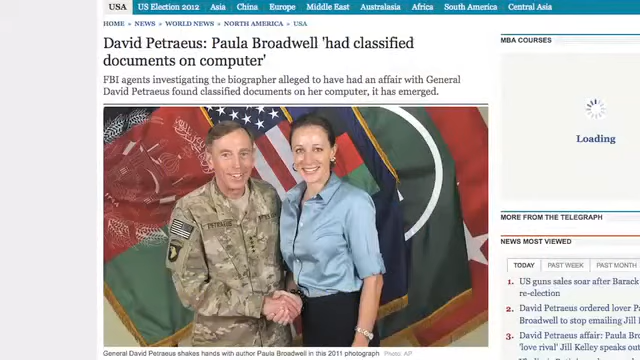 USA US Election 2012 Asia China Europe Middle East Australasia Africa South America Central Asia
HOME » NEWS » WORLD NEWS » NORTH AMERICA » USA
David Petraeus: Paula Broadwell 'had classified
documents on computer'
FBI agents investigating the biographer alleged to have had an affair with General
David Petraeus found classified documents on her computer, it has emerged.
PETRAEUS
General David Petraeus shakes hands with author Paula Broadwell in this 2011 photograph Photo: AP
MBA COURSES
Loading
MORE FROM THE TELEGRAPH
NEWS MOST VIEWED
TODAY PAST WEEK PAST MONTH
1. US guns sales soar after Barack
re-election
2. David Petraeus ordered lover P
Broadwell to stop emailing Jill
3. David Petraeus affair: Paula
'love rival' Jill Kelley speaks out